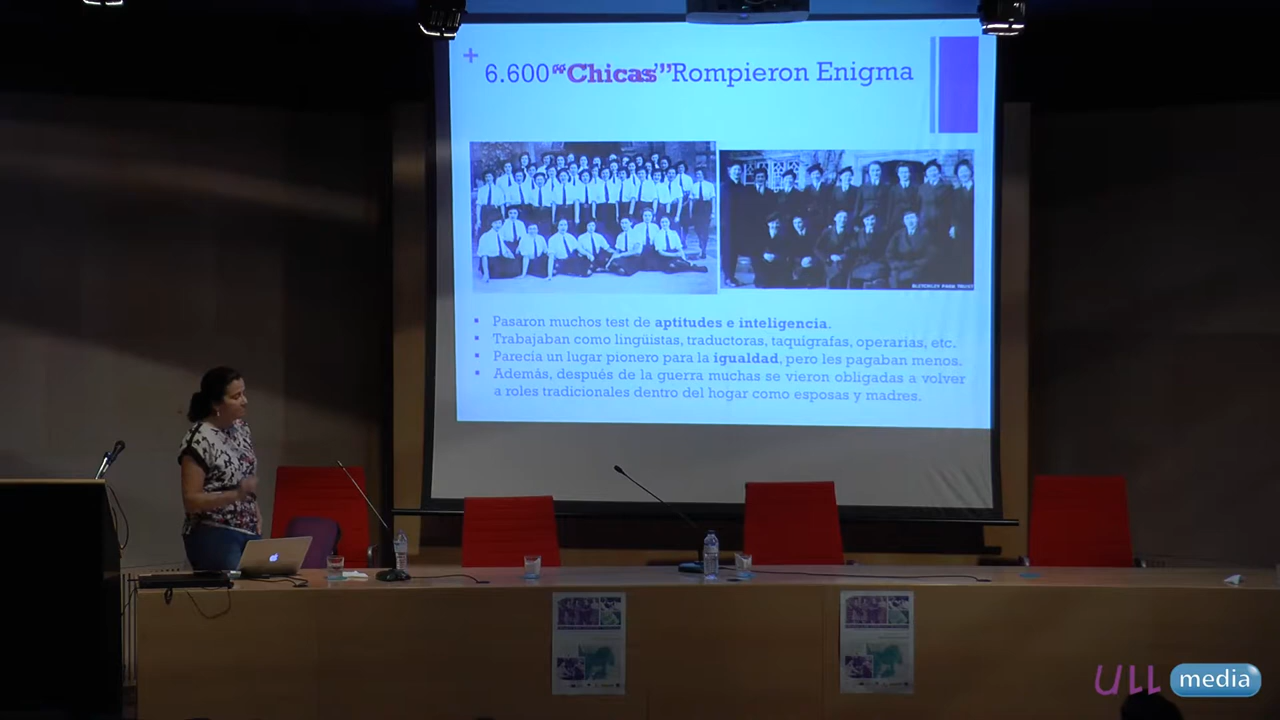 +
6.600 “Chicas” Rompieron Enigma
BLETCHLEY PARK TRUST
▪ Pasaron muchos test de aptitudes e inteligencia.
▪ Trabajaban como lingüistas, traductoras, taquígrafas, operarias, etc.
▪ Parecía un lugar pionero para la igualdad, pero les pagaban menos.
▪ Además, después de la guerra muchas se vieron obligadas a volver
a roles tradicionales dentro del hogar como esposas y madres.
ULL media